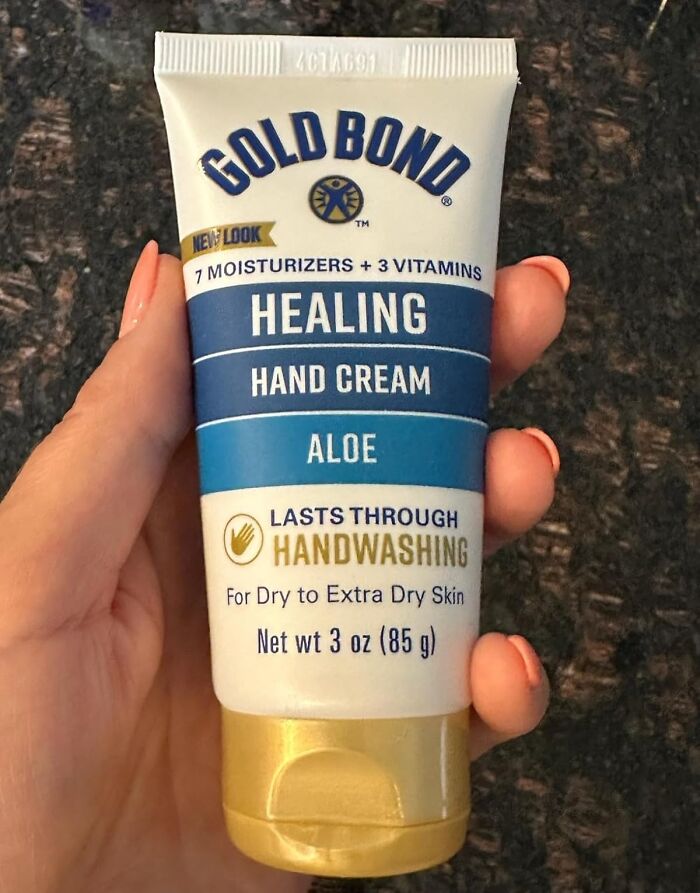 GOLD BOND
®
TM
NEW LOOK
7 MOISTURIZERS + 3 VITAMINS
HEALING
HAND CREAM
ALOE
LASTS THROUGH
HANDWASHING
For Dry to Extra Dry Skin
Net wt 3 oz (85 g)